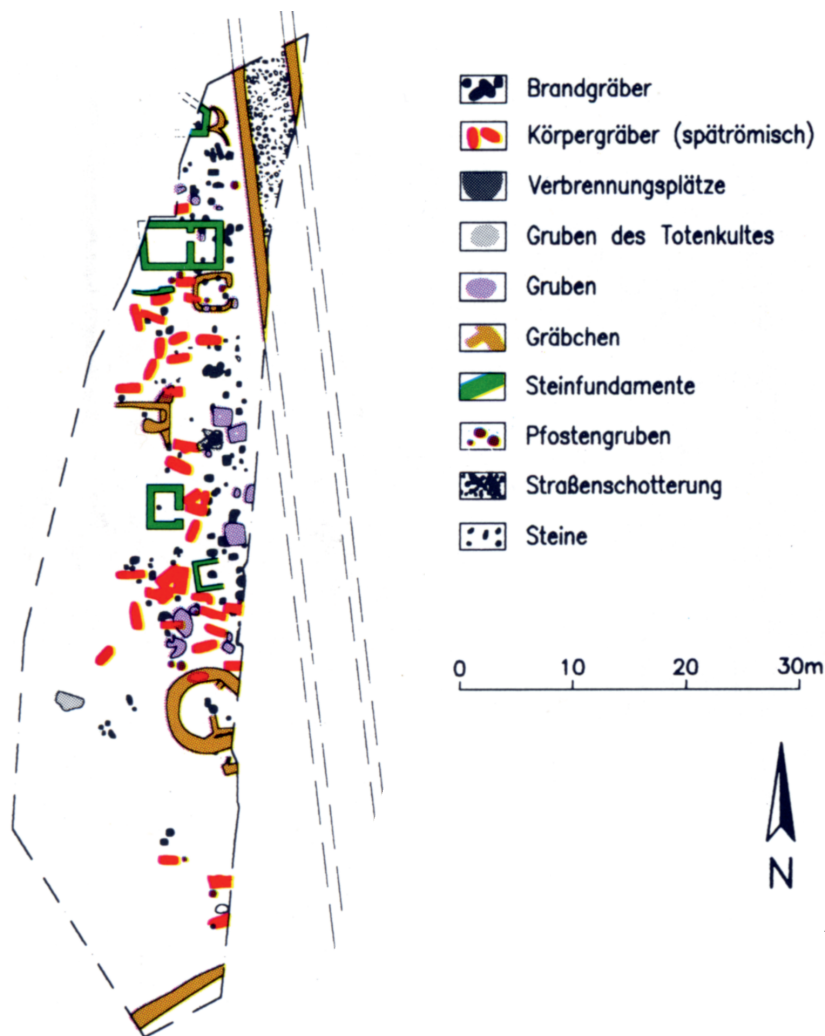 Brandgräber
Körpergräber (spätrömisch)
Verbrennungsplätze
Gruben des Totenkultes
Gruben
Gräbchen
Steinfundamente
Pfostengruben
Straßenschotterung
Steine
0 10 20 30m
N